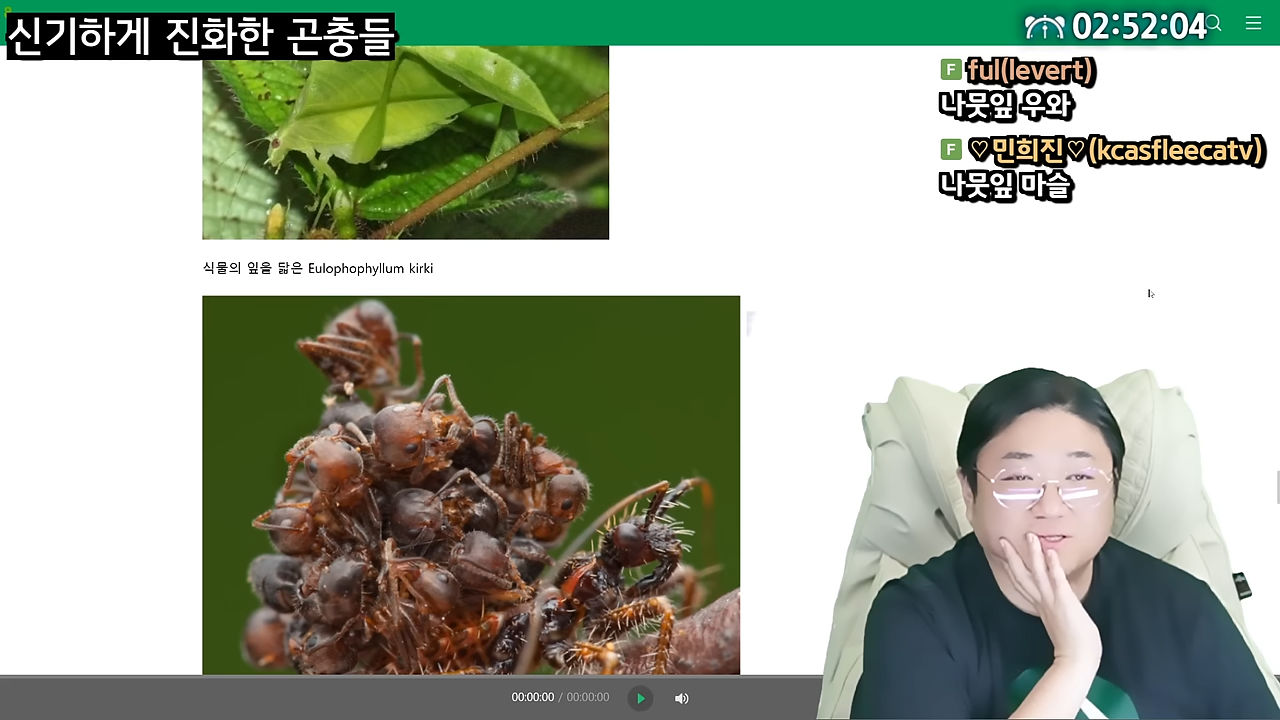 신기하게 진화한 곤충들
02:52:04
F ful(levert)
나뭇잎 우와
F ♡민희진♡(kcasfleecatv)
나뭇잎 마슬
식물의 잎을 닮은 Eulophophyllum kirki
00:00:00 / 00:00:00